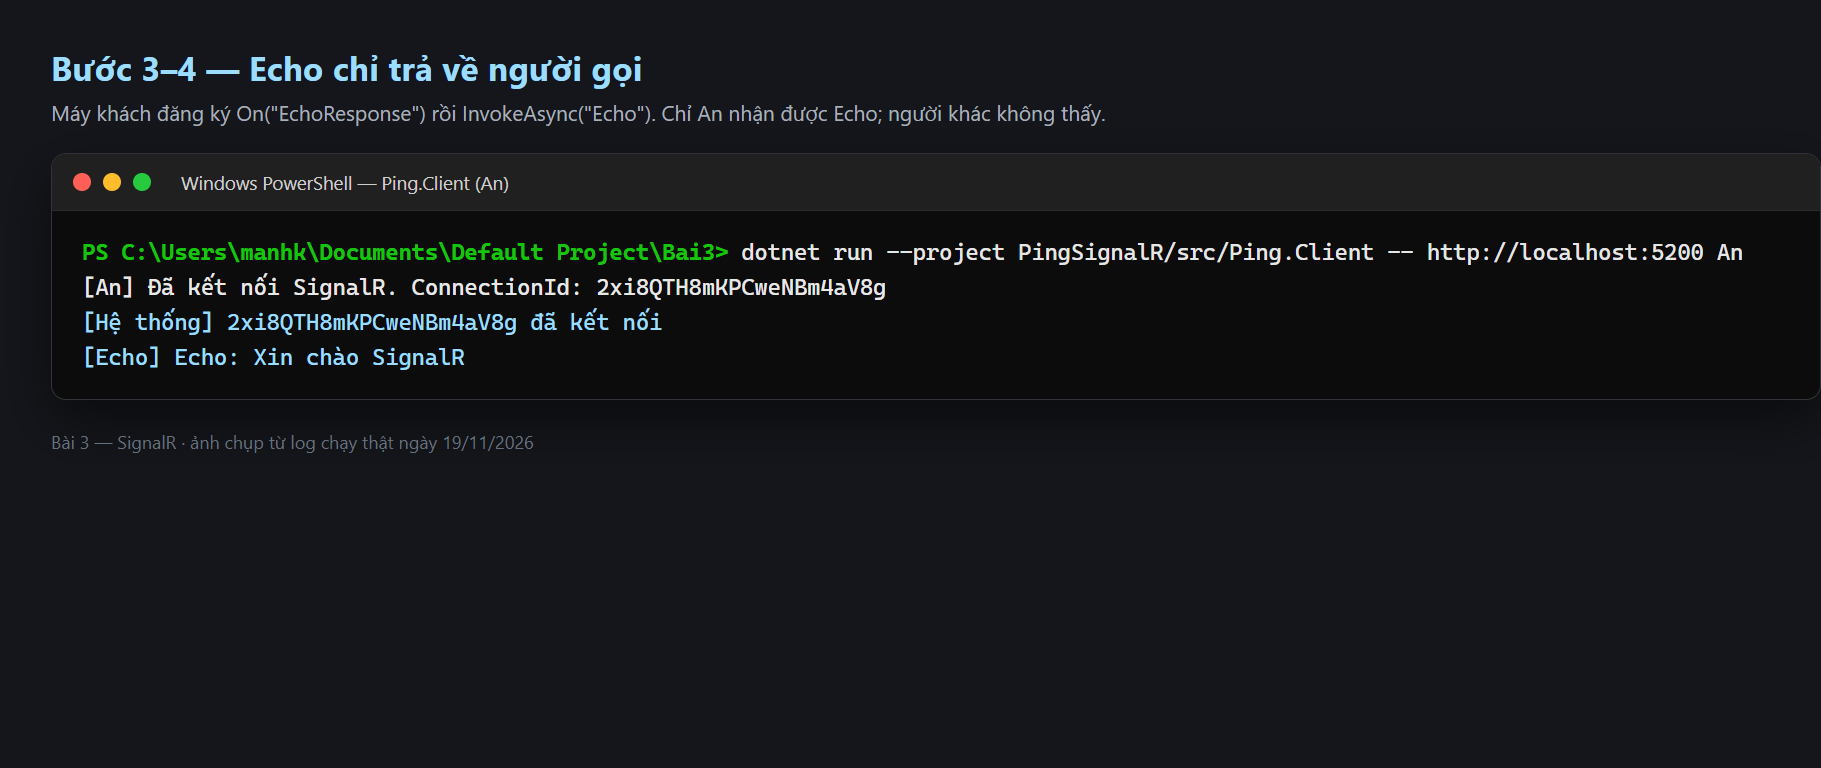 Bước 3–4 — Echo chỉ trả về người gọi
Máy khách đăng ký On("EchoResponse") rồi InvokeAsync("Echo"). Chỉ An nhận được Echo; người khác không thấy.
Windows PowerShell — Ping.Client (An)
PS C:\Users\manhk\Documents\Default Project\Bai3> dotnet run --project PingSignalR/src/Ping.Client -- http://localhost:5200 An
[An] Đã kết nối SignalR. ConnectionId: 2xi8QTH8mKPCweNBm4aV8g
[Hệ thống] 2xi8QTH8mKPCweNBm4aV8g đã kết nối
[Echo] Echo: Xin chào SignalR
Bài 3 — SignalR · ảnh chụp từ log chạy thật ngày 19/11/2026